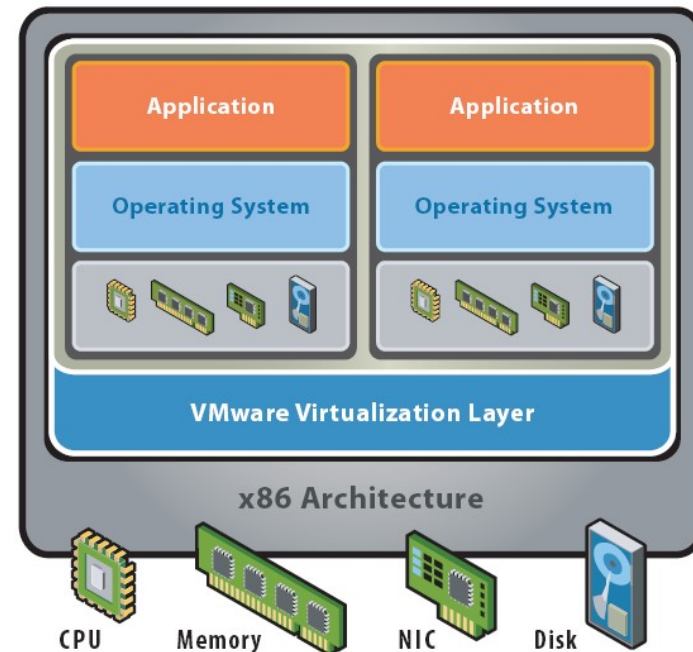 Application
Application
Operating System
Operating System
VMware Virtualization Layer
x86 Architecture
CPU
Memory
NIC
Disk